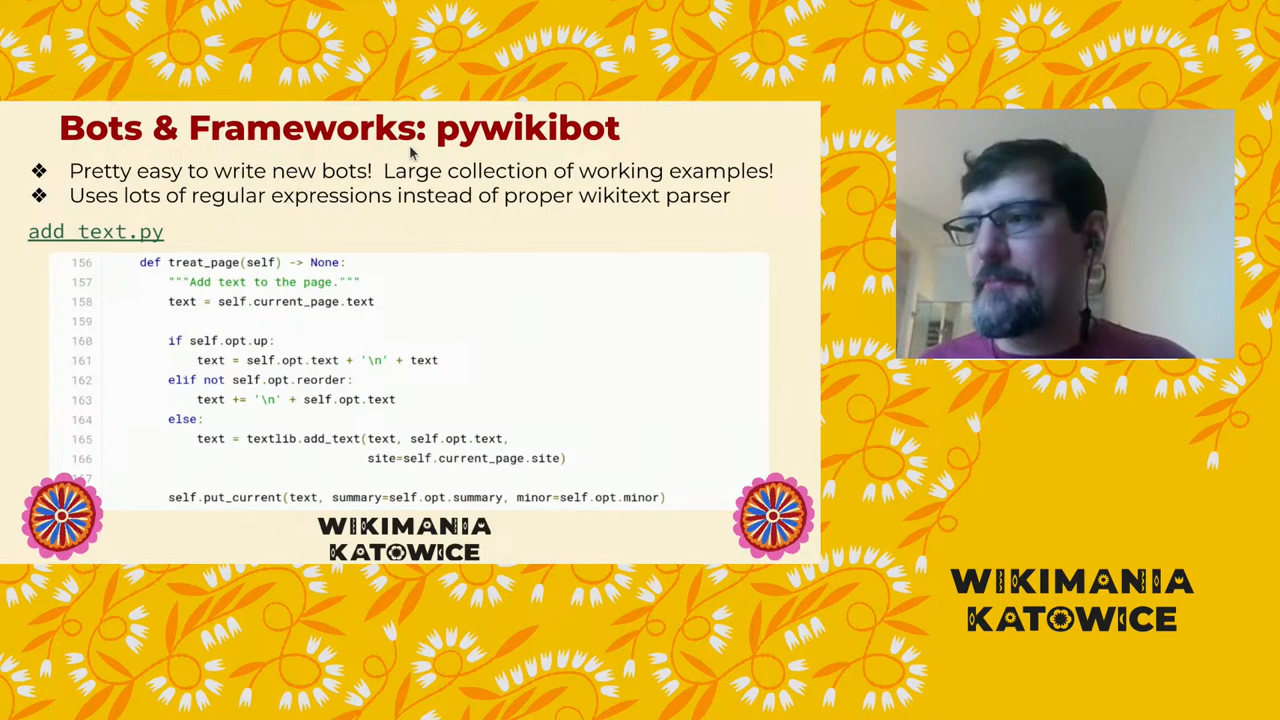 Bots & Frameworks: pywikibot
❖ Pretty easy to write new bots! Large collection of working examples!
❖ Uses lots of regular expressions instead of proper wikitext parser
add_text.py
156 def treat_page(self) -> None:
157 """Add text to the page."""
158 text = self.current_page.text
159
160 if self.opt.up:
161 text = self.opt.text + '\n' + text
162 elif not self.opt.reorder:
163 text += '\n' + self.opt.text
164 else:
165 text = textlib.add_text(text, self.opt.text,
166 site=self.current_page.site)
167
self.put_current(text, summary=self.opt.summary, minor=self.opt.minor)
WIKIMANIA
KATOWICE
WIKIMANIA
KATOWICE